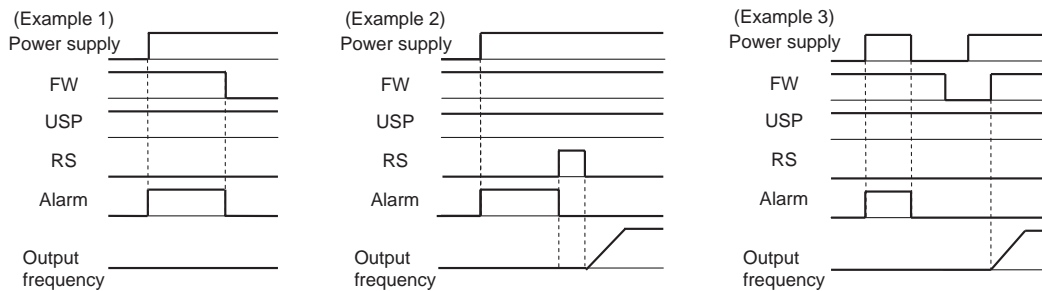 (Example 1)
Power supply
FW
USP
RS
Alarm
Output
frequency
(Example 2)
Power supply
FW
USP
RS
Alarm
Output
frequency
(Example 3)
Power supply
FW
USP
RS
Alarm
Output
frequency